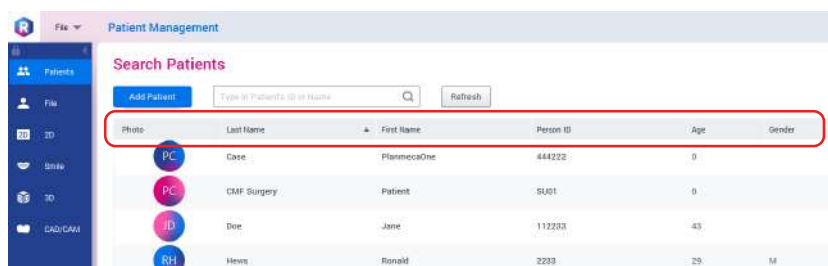 R File Patient Management
Patients
File
2D 2D
Smile
3D
CAD/CAM
Search Patients
Add Patient Type in Patient's ID or Name Refresh
Photo Last Name First Name Person ID Age Gender
PC Case PlanmecaOne 444222 0
PC CMF Surgery Patient SU01 0
JD Doe Jane 112233 43
RH Hews Ronald 2233 29 M